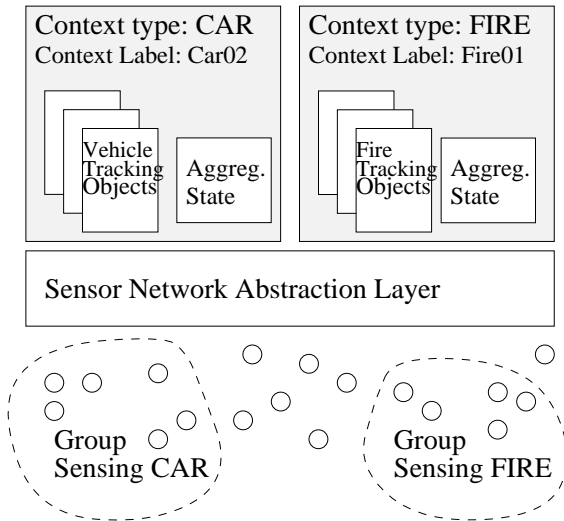 Context type: CAR
Context Label: Car02
Vehicle
Tracking
Objects
Aggreg.
State
Context type: FIRE
Context Label: Fire01
Fire
Tracking
Objects
Aggreg.
State
Sensor Network Abstraction Layer
Group
Sensing CAR
Group
Sensing FIRE